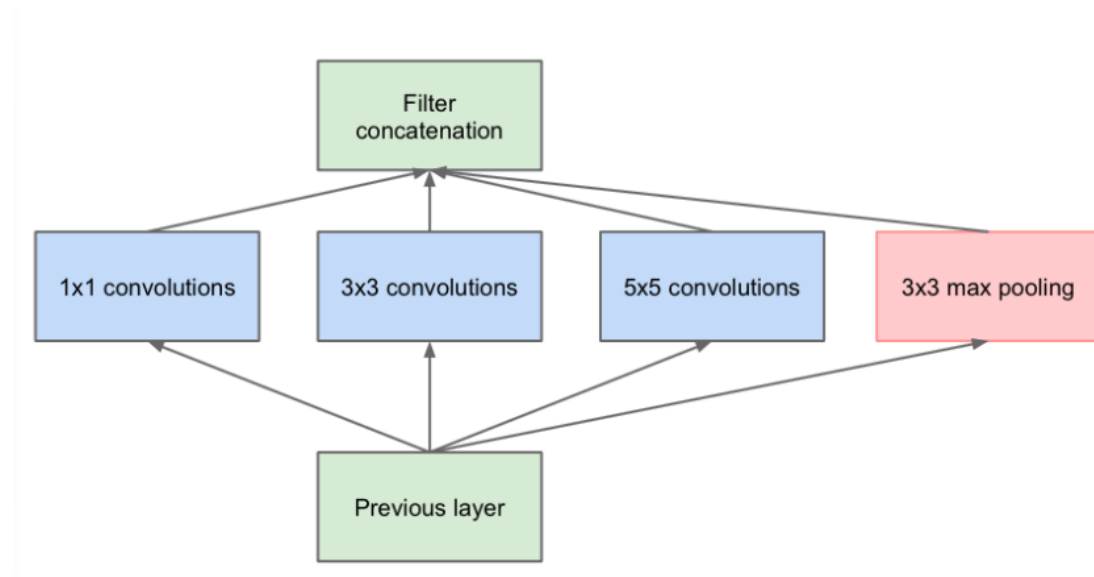 Filter
concatenation
1x1 convolutions
3x3 convolutions
5x5 convolutions
3x3 max pooling
Previous layer